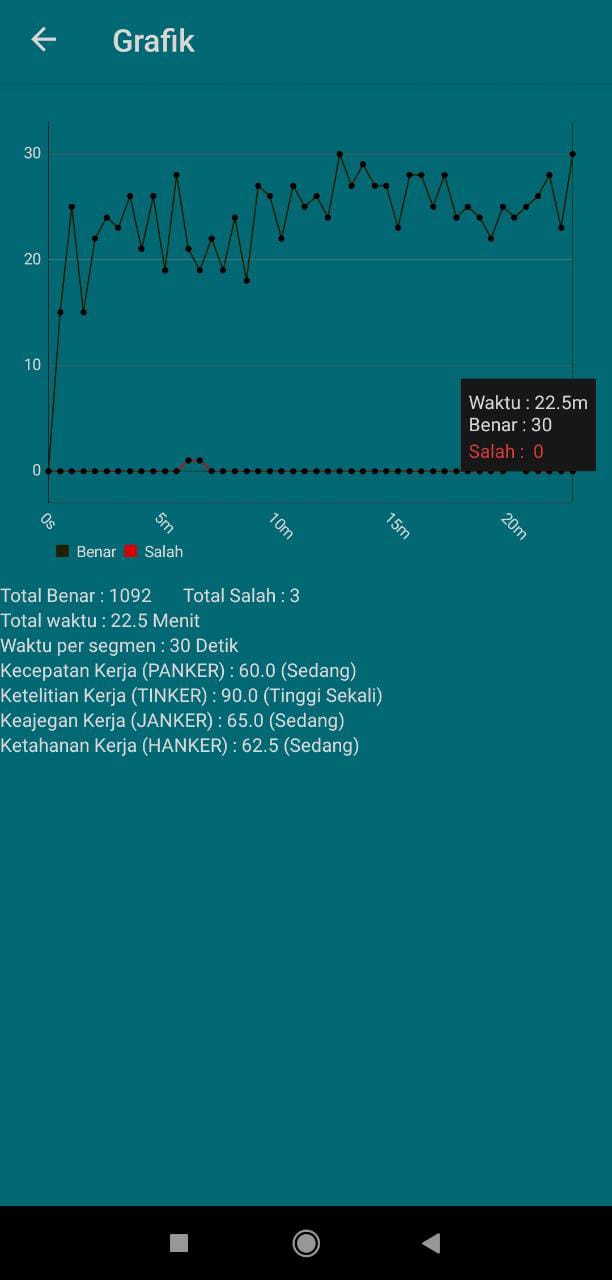 Grafik
30
20
10
0
Waktu : 22.5m
Benar : 30
Salah : 0
0s 5m 10m 15m 20m
Benar Salah
Total Benar : 1092 Total Salah : 3
Total waktu : 22.5 Menit
Waktu per segmen : 30 Detik
Kecepatan Kerja (PANKER) : 60.0 (Sedang)
Ketelitian Kerja (TINKER) : 90.0 (Tinggi Sekali)
Keajegan Kerja (JANKER) : 65.0 (Sedang)
Ketahanan Kerja (HANKER) : 62.5 (Sedang)